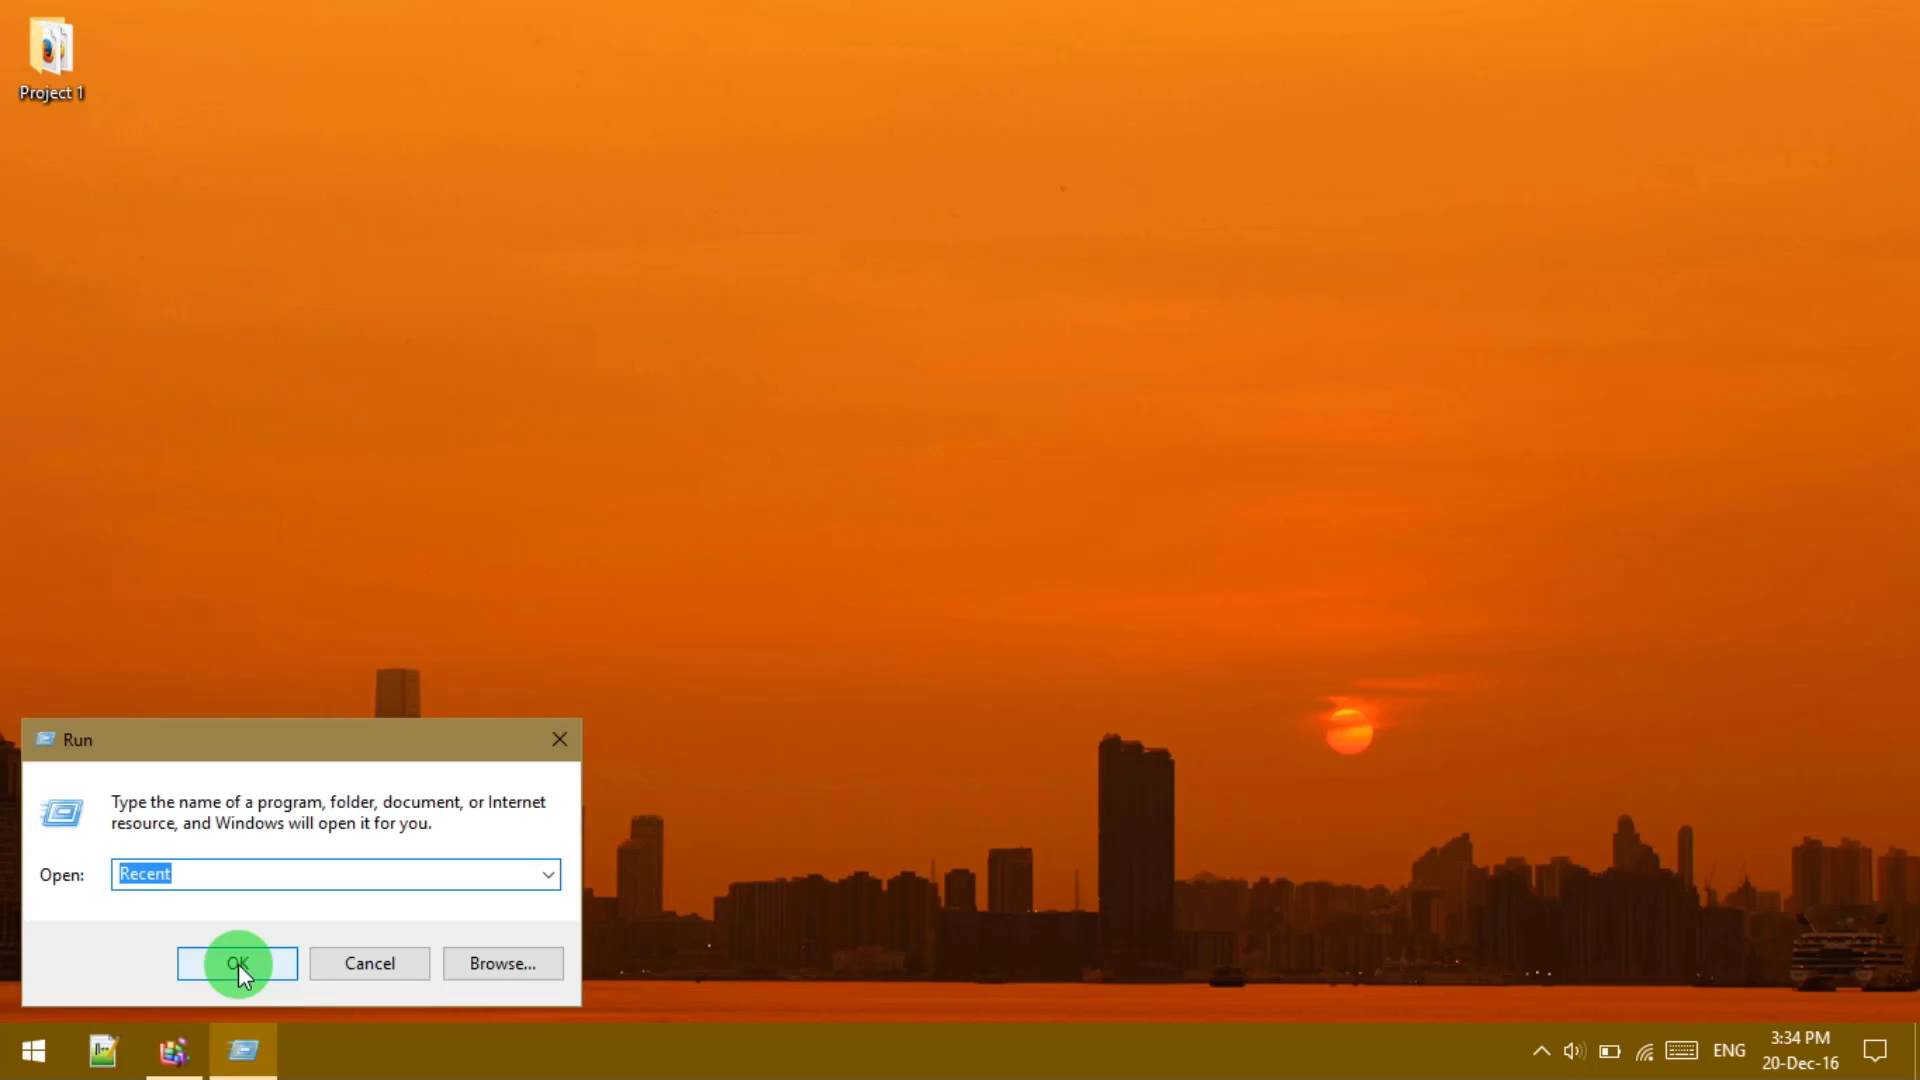 Project 1
Run
Type the name of a program, folder, document, or Internet
resource, and Windows will open it for you.
Open:
Recent
OK
Cancel
Browse...
ENG
3:34 PM
20-Dec-16